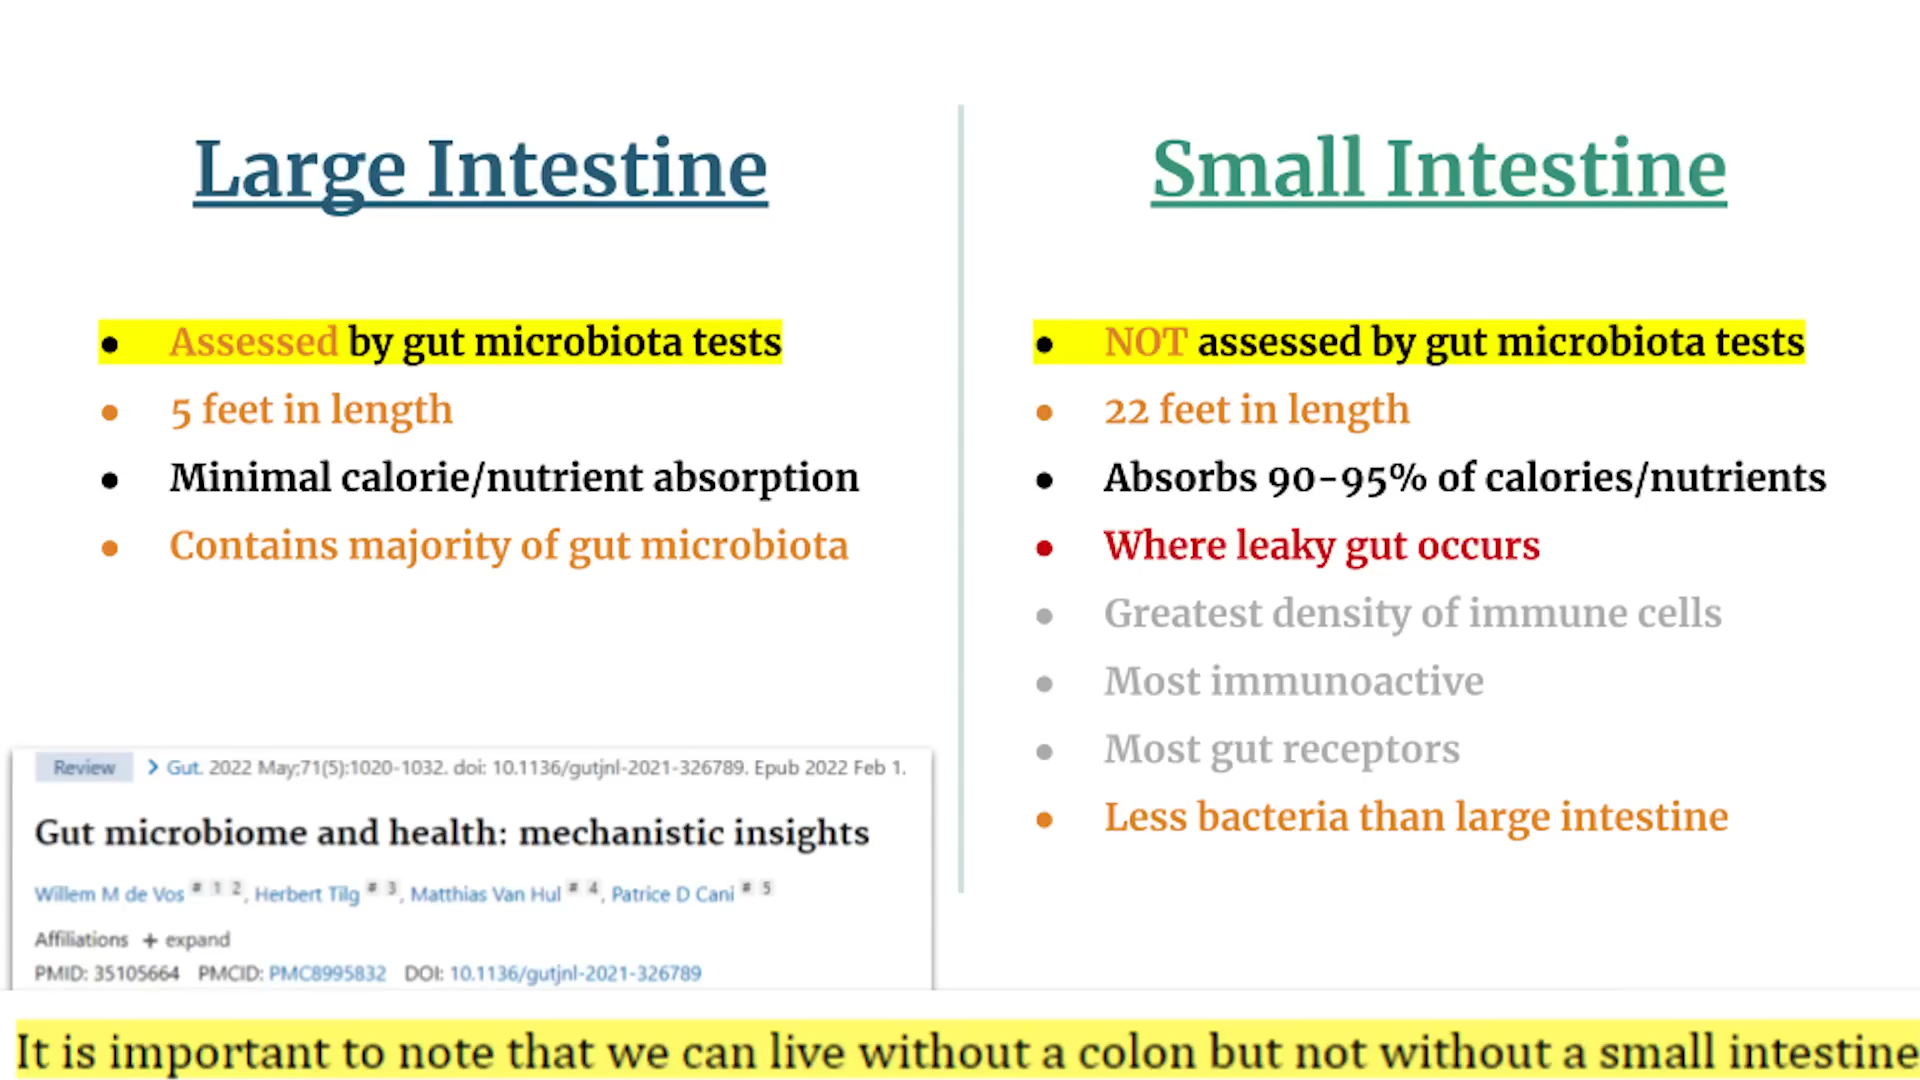 Large Intestine
• Assessed by gut microbiota tests
• 5 feet in length
• Minimal calorie/nutrient absorption
• Contains majority of gut microbiota
Small Intestine
• NOT assessed by gut microbiota tests
• 22 feet in length
• Absorbs 90-95% of calories/nutrients
• Where leaky gut occurs
• Greatest density of immune cells
• Most immunoactive
• Most gut receptors
• Less bacteria than large intestine
Review > Gut. 2022 May;71(5):1020-1032. doi: 10.1136/gutjnl-2021-326789. Epub 2022 Feb 1.
Gut microbiome and health: mechanistic insights
Willem M de Vos # 1 2, Herbert Tilg # 3, Matthias Van Hul # 4, Patrice D Cani # 5
Affiliations + expand
PMID: 35105664 PMCID: PMC8995832 DOI: 10.1136/gutjnl-2021-326789
It is important to note that we can live without a colon but not without a small intestine